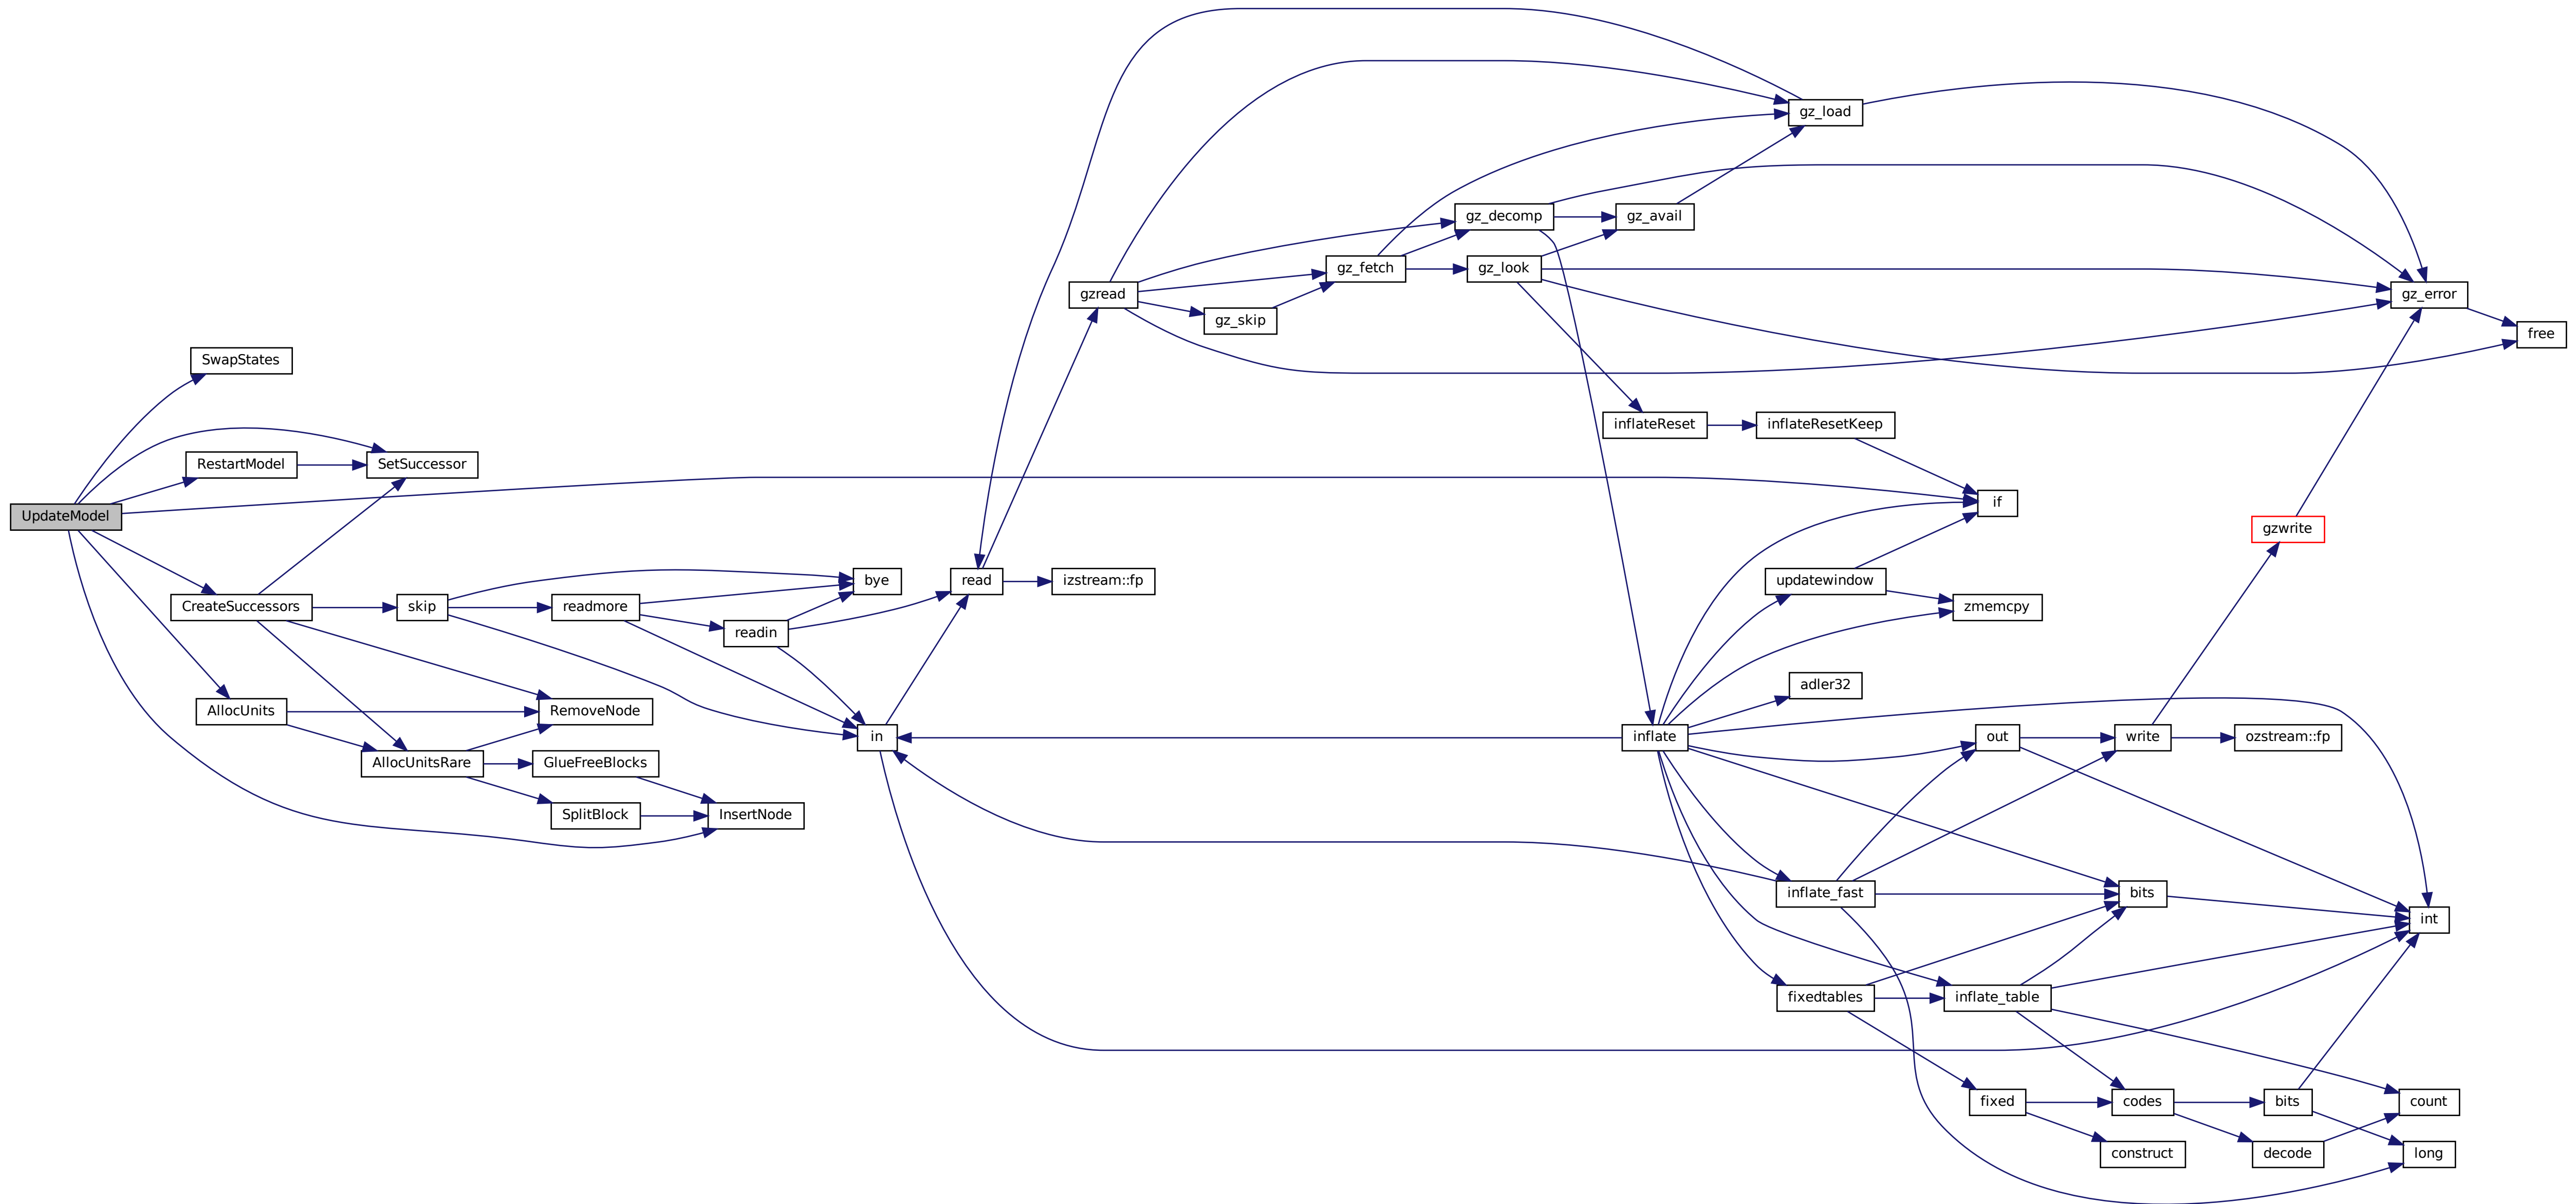 UpdateModel
SwapStates
RestartModel
SetSuccessor
CreateSuccessors
AllocUnits
skip
AllocUnitsRare
readmore
RemoveNode
GlueFreeBlocks
SplitBlock
readin
InsertNode
bye
in
read
izstream::fp
gzread
gz_skip
gz_fetch
gz_decomp
gz_look
gz_avail
gz_load
gz_error
free
inflateReset
inflateResetKeep
if
updatewindow
zmemcpy
adler32
inflate
out
write
ozstream::fp
gzwrite
inflate_fast
bits
int
fixedtables
inflate_table
fixed
codes
bits
count
construct
decode
long